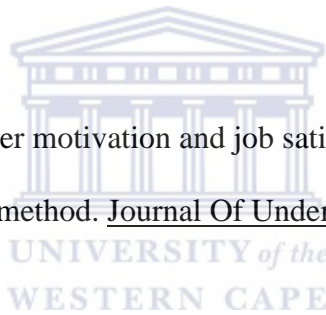 er motivation and job sati
method. Journal Of Under
UNIVERSITY of the
WESTERN CAPE